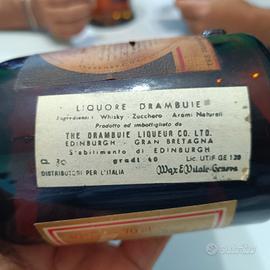 LIQUORE DRAMBUIE
Ingredienti: Whisky - Zucchero - Aromi Naturali
Prodotto ed imbottigliato da
THE DRAMBUIE LIQUEUR CO. LTD.
EDINBURGH - GRAN BRETAGNA
Stabilimento di EDINBURGH
gradi 40 Lic. UTIF GE 120
DISTRIBUTORI PER L'ITALIA Wax & Vitale-Genova
subito